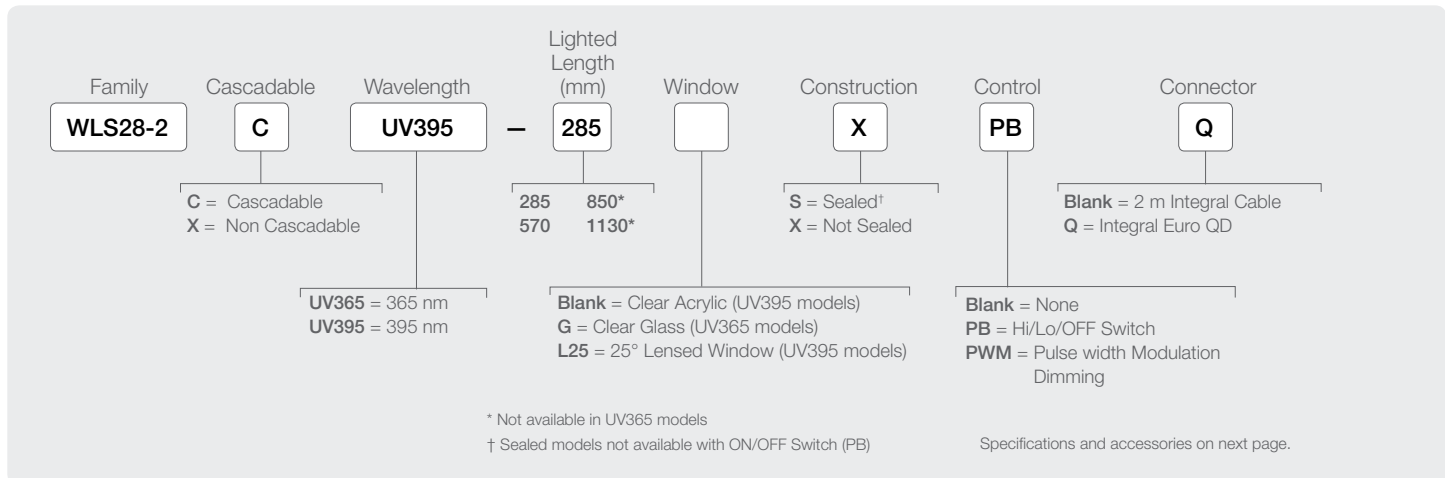 Lighted
Length
(mm)
Family Cascadable Wavelength Window Construction Control Connector
WLS28-2 C UV395 – 285 X PB Q
C = Cascadable
X = Non Cascadable
285 850*
570 1130*
S = Sealed†
X = Not Sealed
Blank = 2 m Integral Cable
Q = Integral Euro QD
UV365 = 365 nm
UV395 = 395 nm
Blank = Clear Acrylic (UV395 models)
G = Clear Glass (UV365 models)
L25 = 25° Lensed Window (UV395 models)
Blank = None
PB = Hi/Lo/OFF Switch
PWM = Pulse width Modulation
Dimming
* Not available in UV365 models
† Sealed models not available with ON/OFF Switch (PB)
Specifications and accessories on next page.